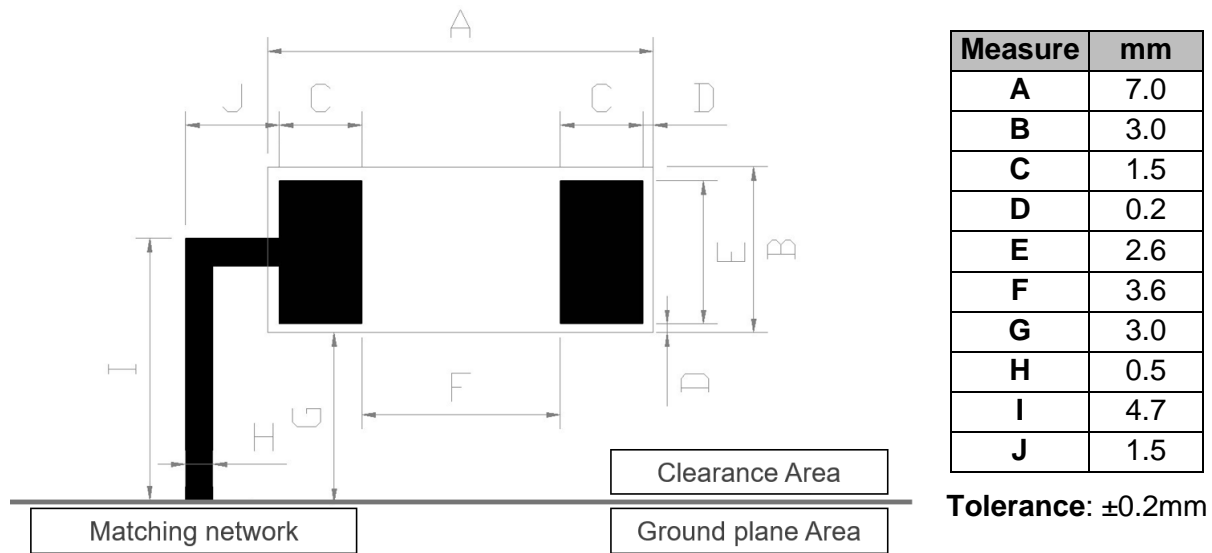 A
J
C
C
D
E
B
I
G
F
D
H
Clearance Area
Matching network
Ground plane Area
Measure mm
A 7.0
B 3.0
C 1.5
D 0.2
E 2.6
F 3.6
G 3.0
H 0.5
I 4.7
J 1.5
Tolerance: ±0.2mm